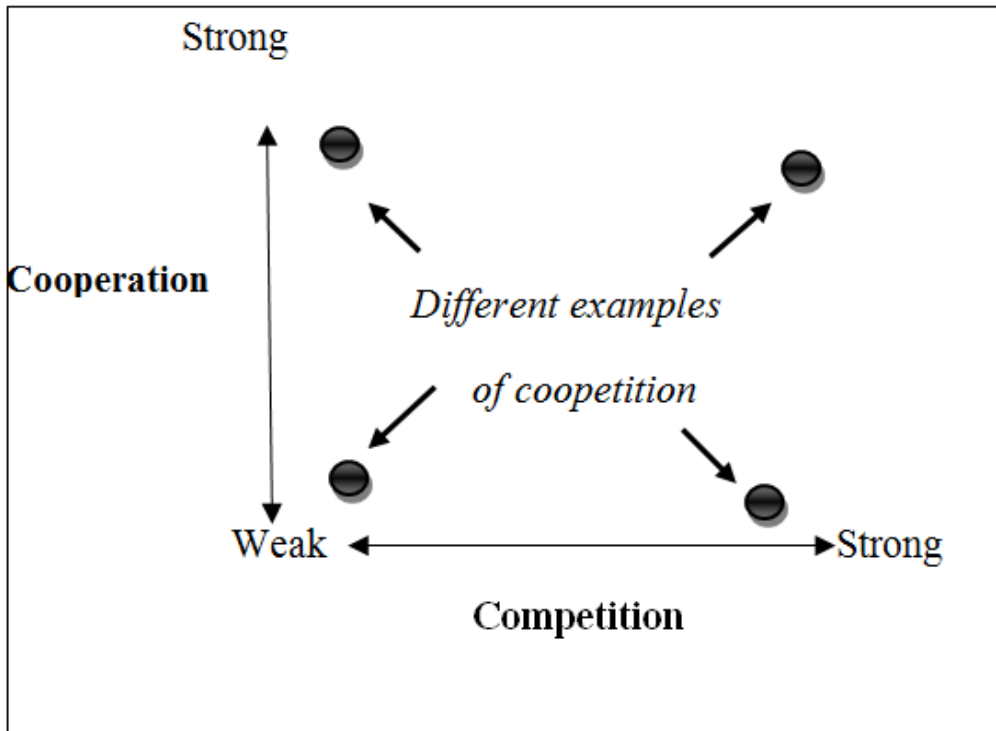 Strong
Cooperation
Different examples
of coopetition
Weak
Strong
Competition